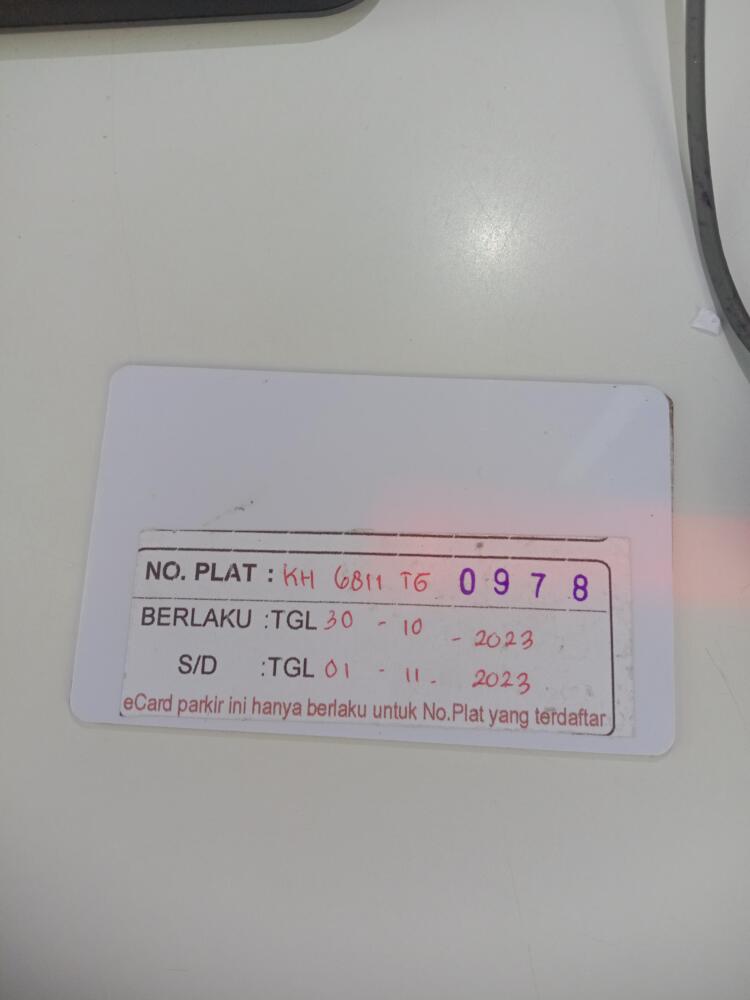 NO. PLAT : KH 6811 TG 0978
BERLAKU :TGL 30 - 10 - 2023
S/D :TGL 01 - 11 - 2023
eCard parkir ini hanya berlaku untuk No.Plat yang terdaftar